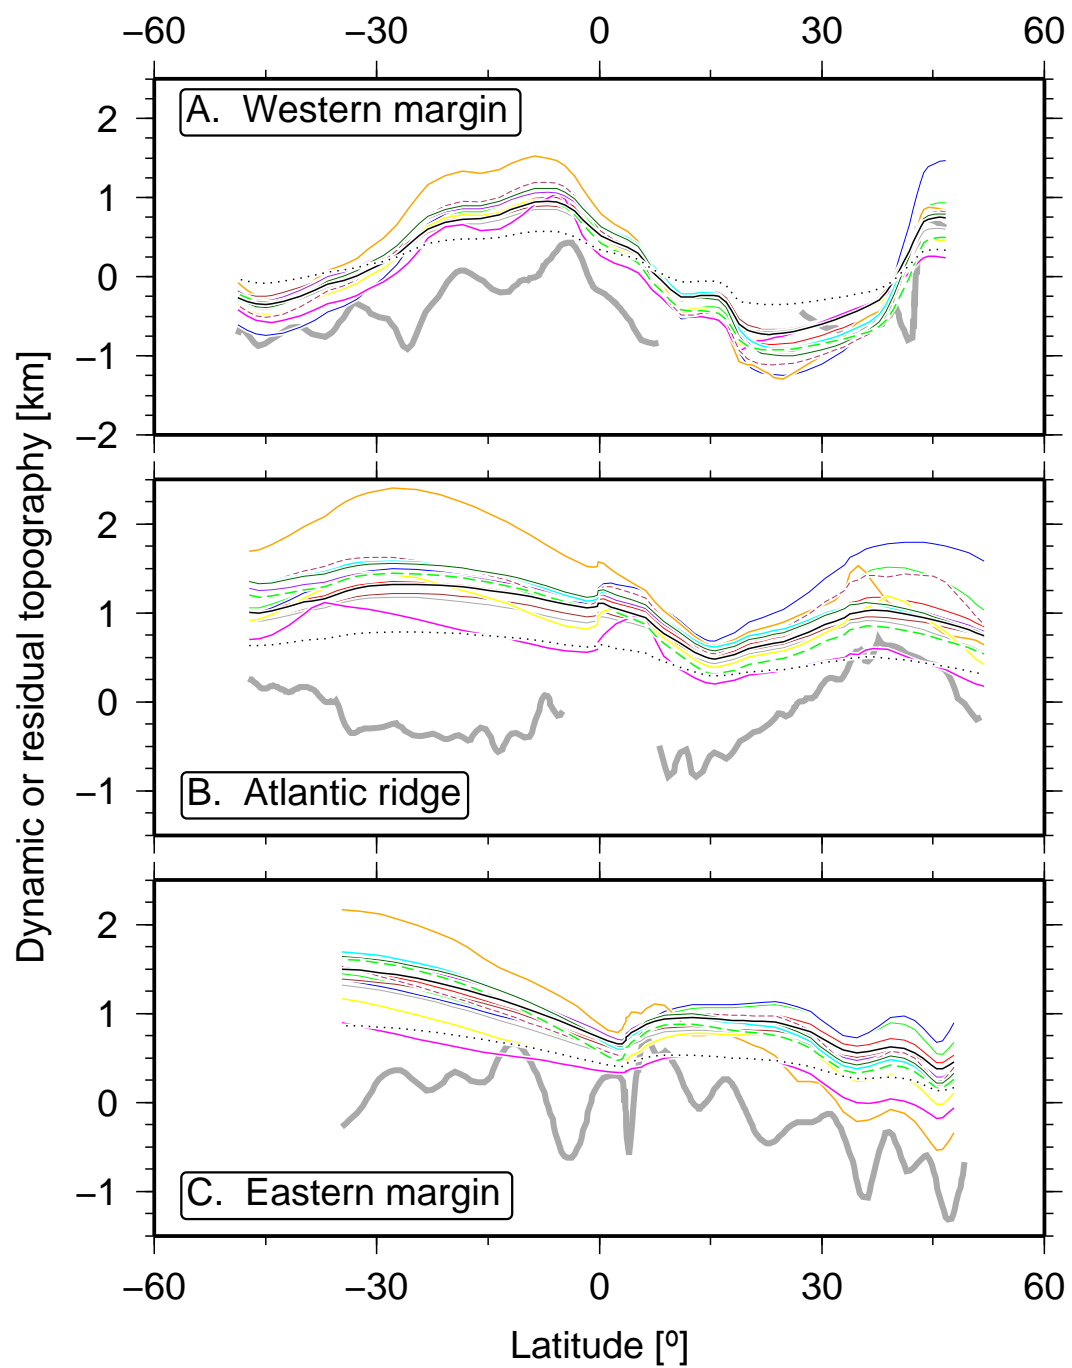 −60 −30 0 30 60
A. Western margin
2
1
0
−1
−2
B. Atlantic ridge
2
1
0
−1
C. Eastern margin
2
1
0
−1
−60 −30 0 30 60
Dynamic or residual topography [km]
Latitude [º]